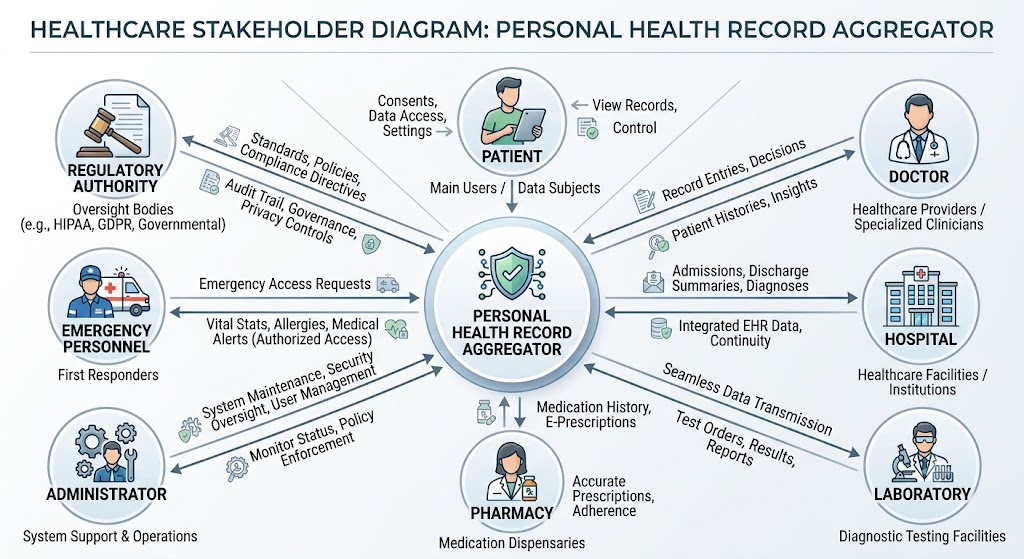 HEALTHCARE STAKEHOLDER DIAGRAM: PERSONAL HEALTH RECORD AGGREGATOR
Consents,
Data Access,
Settings
View Records,
Control
PATIENT
Main Users / Data Subjects
REGULATORY
AUTHORITY
Oversight Bodies
(e.g., HIPAA, GDPR, Governmental)
Standards, Policies,
Compliance Directives
Audit Trail, Governance,
Privacy Controls
Record Entries, Decisions
Patient Histories, Insights
DOCTOR
Healthcare Providers /
Specialized Clinicians
EMERGENCY
PERSONNEL
First Responders
Emergency Access Requests
Vital Stats, Allergies, Medical
Alerts (Authorized Access)
PERSONAL
HEALTH RECORD
AGGREGATOR
Admissions, Discharge
Summaries, Diagnoses
Integrated EHR Data,
Continuity
HOSPITAL
Healthcare Facilities /
Institutions
System Maintenance, Security
Oversight, User Management
Monitor Status, Policy
Enforcement
ADMINISTRATOR
System Support & Operations
Medication History,
E-Prescriptions
PHARMACY
Rx
Accurate
Prescriptions,
Adherence
Medication Dispensaries
Seamless Data Transmission
Test Orders, Results,
Reports
LABORATORY
Diagnostic Testing Facilities